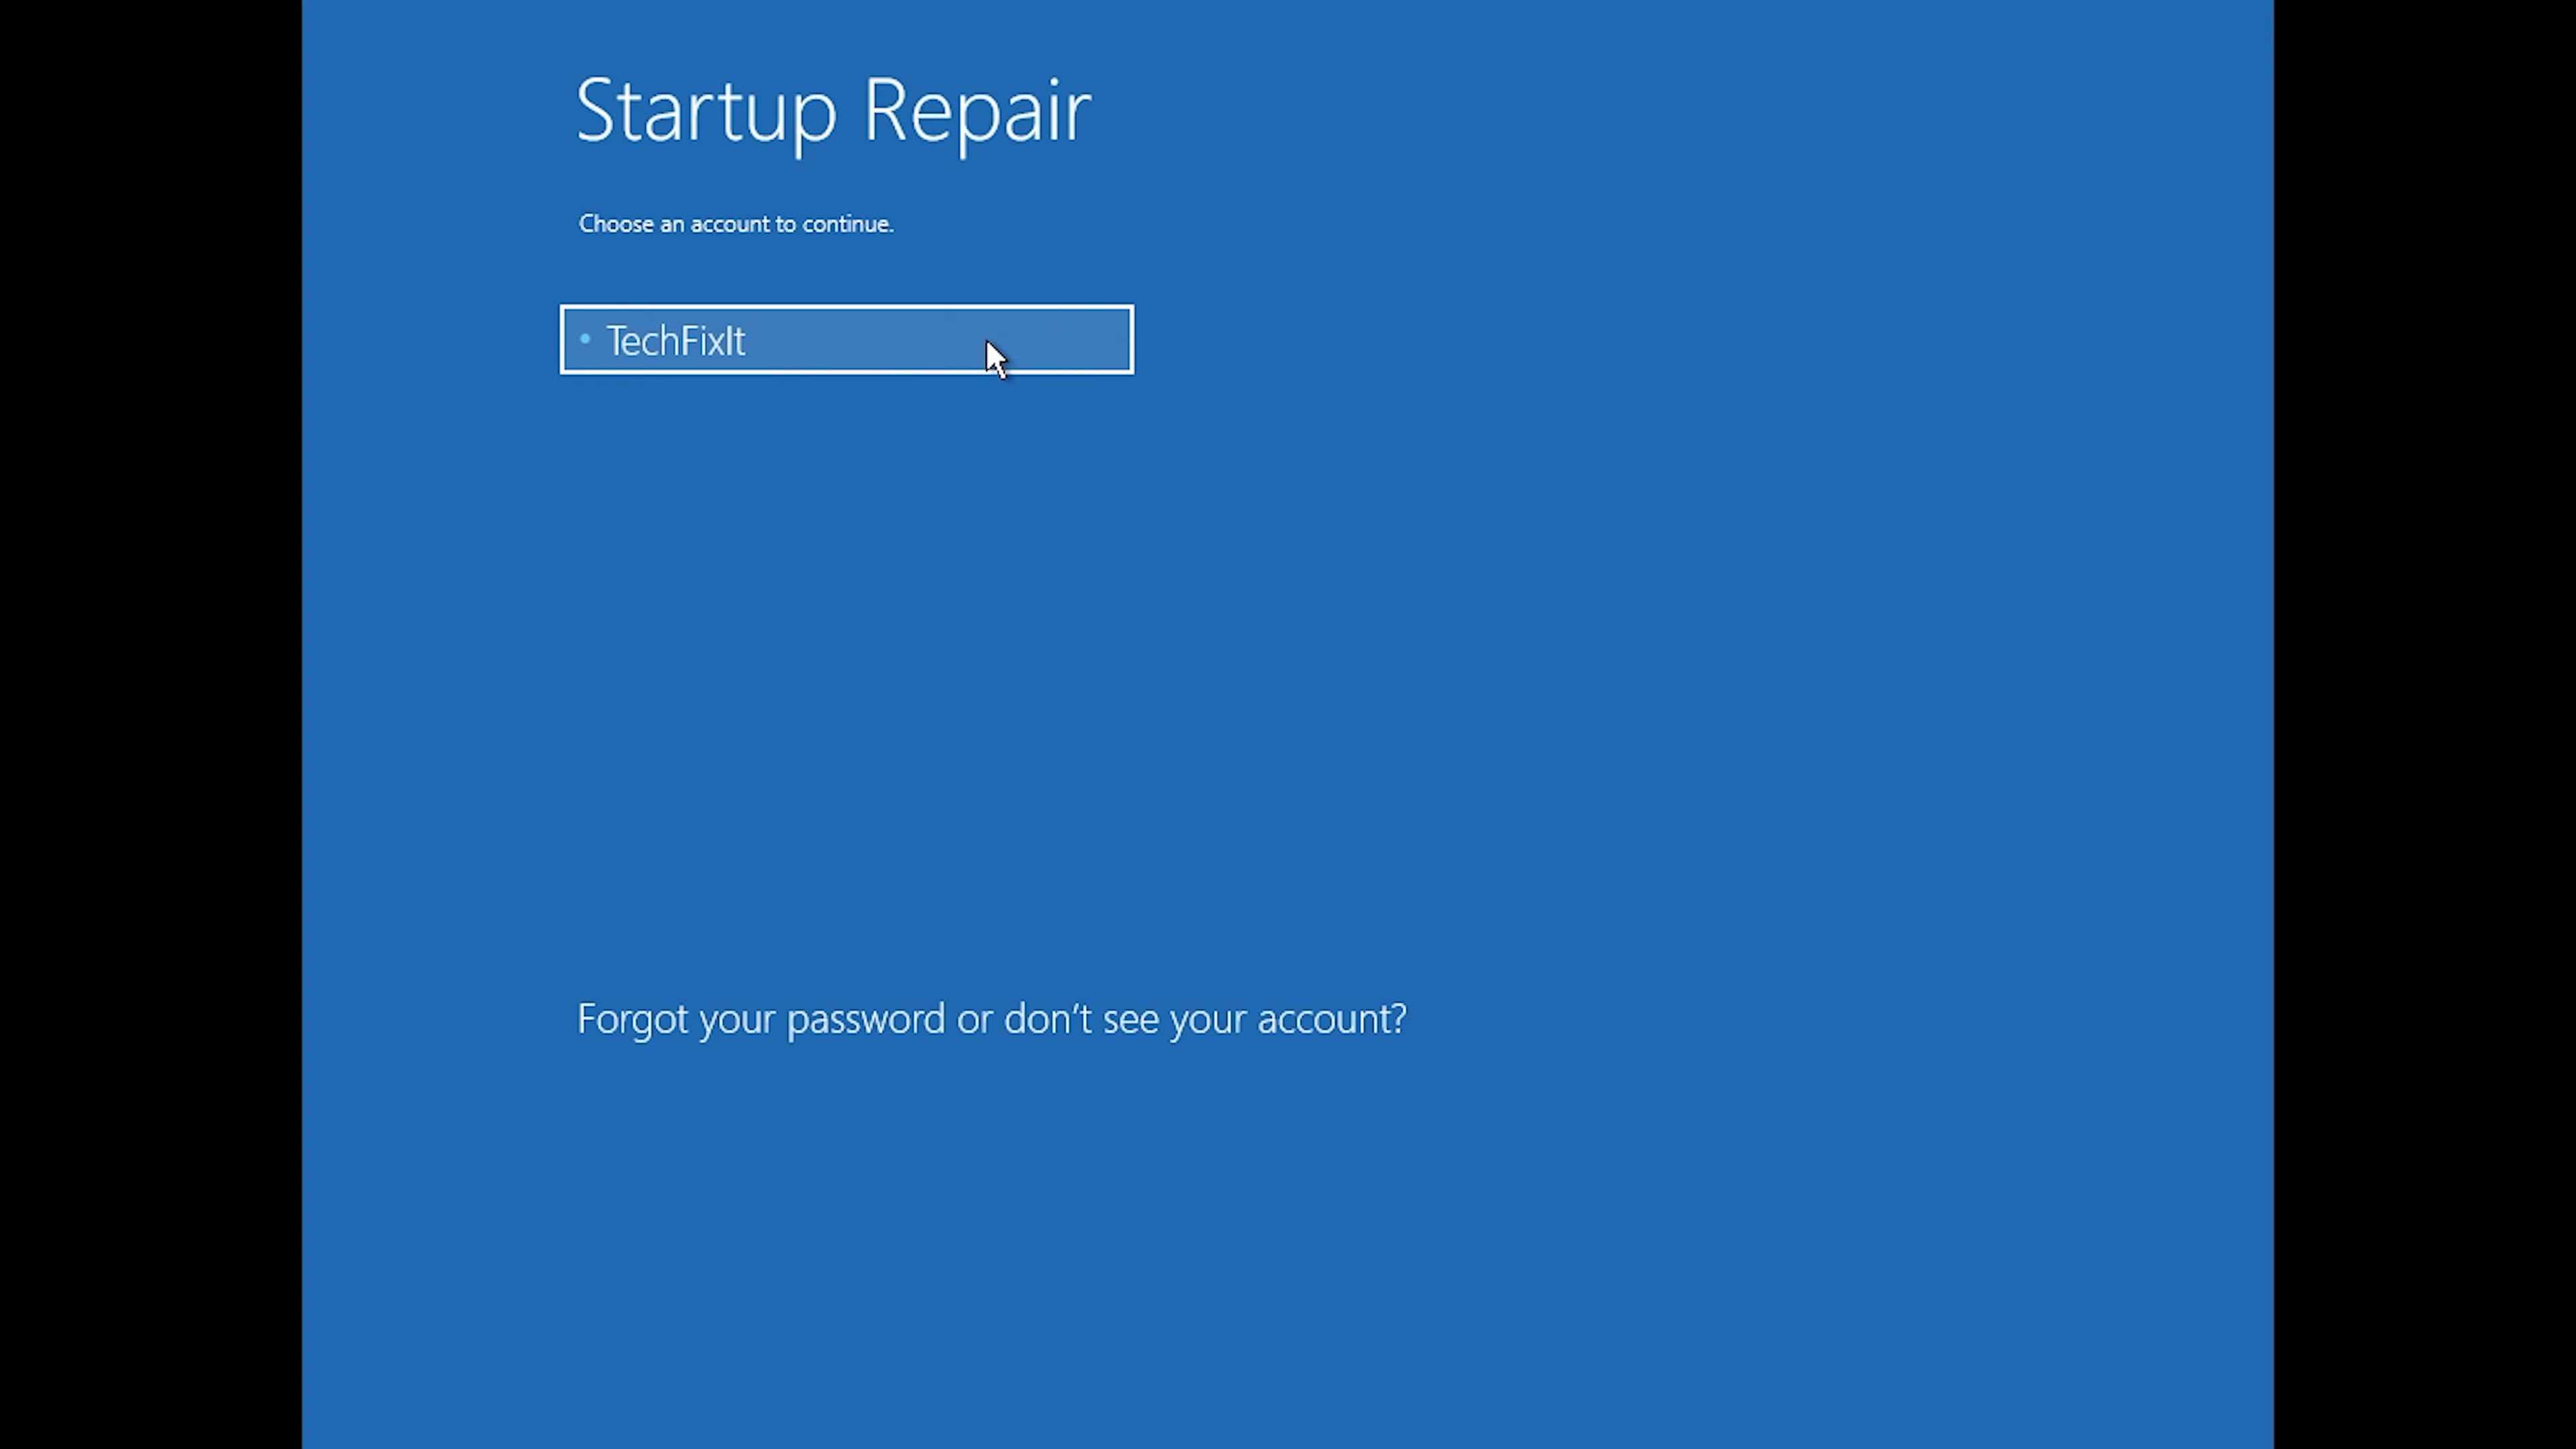 Startup Repair
Choose an account to continue.
TechFixIt
Forgot your password or don't see your account?